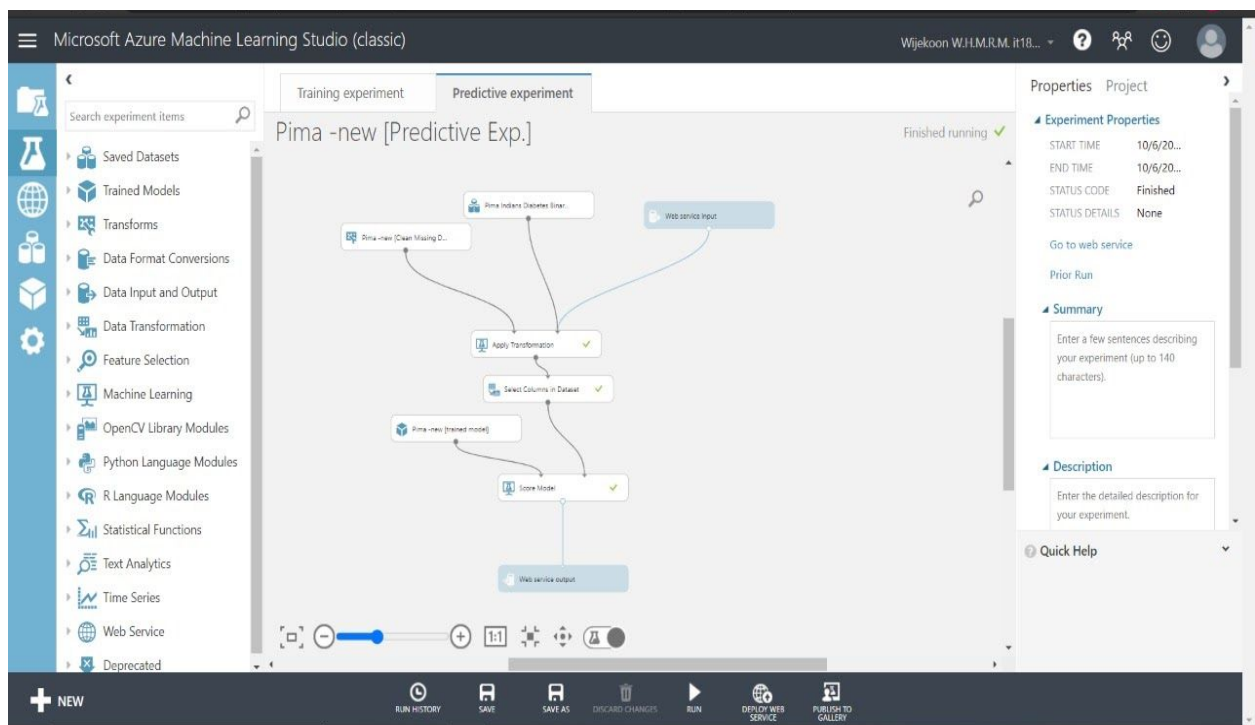 Microsoft Azure Machine Learning Studio (classic)
Wijekoon W.H.M.R.M. it18...
Search experiment items
Saved Datasets
Trained Models
Transforms
Data Format Conversions
Data Input and Output
Data Transformation
Feature Selection
Machine Learning
OpenCV Library Modules
Python Language Modules
R Language Modules
Statistical Functions
Text Analytics
Time Series
Web Service
Deprecated
Training experiment
Predictive experiment
Pima -new [Predictive Exp.]
Finished running
Pima Indians Diabetes Binar...
Web service input
Pima -new [Clean Missing D...
Apply Transformation
Select Columns in Dataset
Pima -new [trained model]
Score Model
Web service output
1:1
Properties Project
Experiment Properties
START TIME 10/6/20...
END TIME 10/6/20...
STATUS CODE Finished
STATUS DETAILS None
Go to web service
Prior Run
Summary
Enter a few sentences describing
your experiment (up to 140
characters).
Description
Enter the detailed description for
your experiment.
Quick Help
NEW
RUN HISTORY
SAVE
SAVE AS
DISCARD CHANGES
RUN
DEPLOY WEB
SERVICE
PUBLISH TO
GALLERY